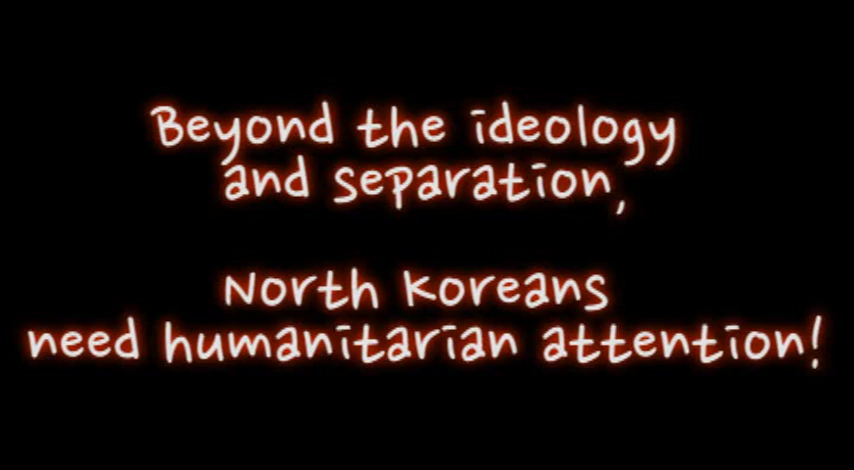 Beyond the ideology
and separation,
North Koreans
need humanitarian attention!